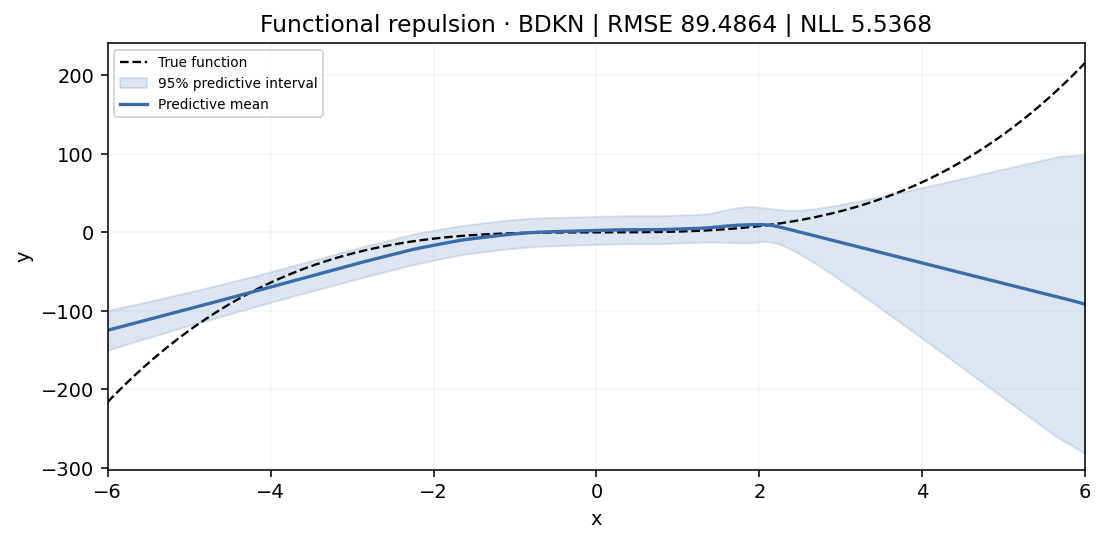 Functional repulsion · BDKN | RMSE 89.4864 | NLL 5.5368
True function
95% predictive interval
Predictive mean
200
100
0
−100
−200
−300
y
−6
−4
−2
0
2
4
6
x